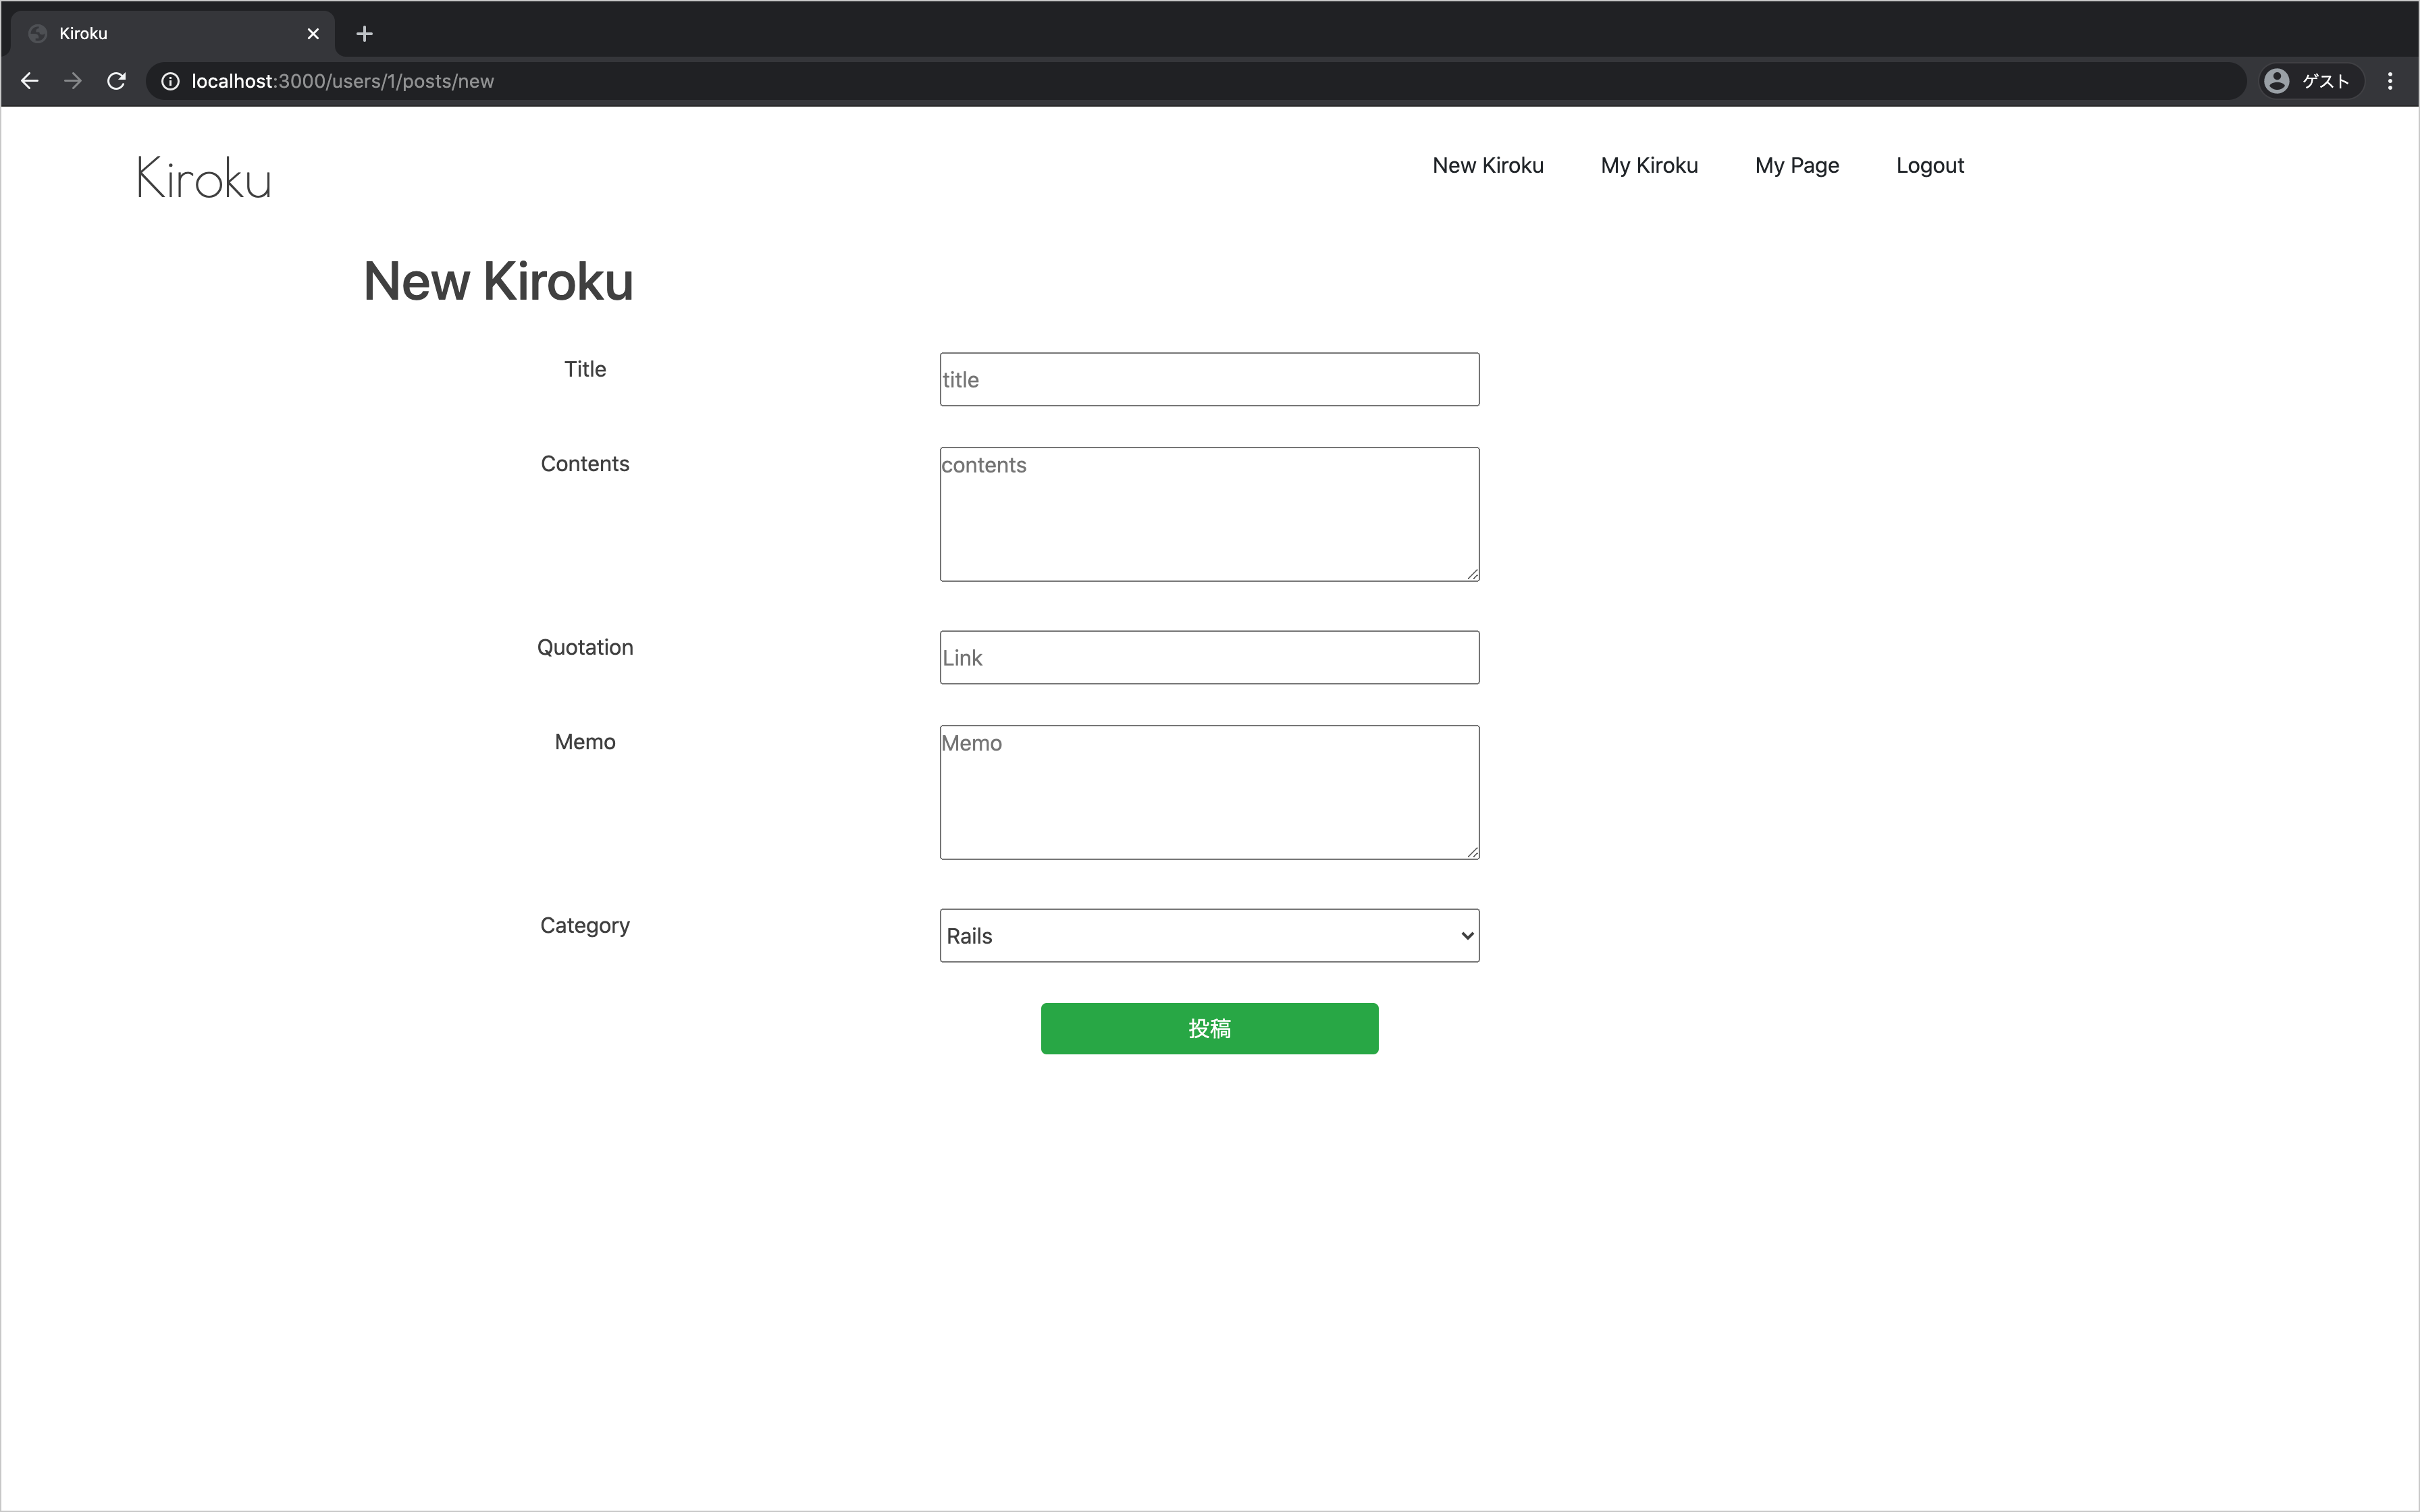 Kiroku
localhost:3000/users/1/posts/new
ゲスト
Kiroku
New Kiroku
My Kiroku
My Page
Logout
New Kiroku
Title
title
Contents
contents
Quotation
Link
Memo
Memo
Category
Rails
投稿